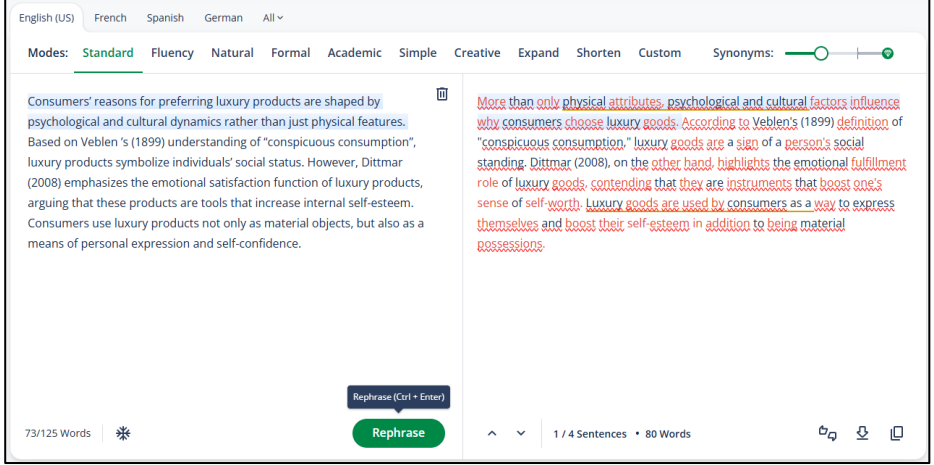 English (US) French Spanish German All
Modes: Standard Fluency Natural Formal Academic Simple Creative Expand Shorten Custom Synonyms:
Consumers’ reasons for preferring luxury products are shaped by
psychological and cultural dynamics rather than just physical features.
Based on Veblen ‘s (1899) understanding of “conspicuous consumption”,
luxury products symbolize individuals’ social status. However, Dittmar
(2008) emphasizes the emotional satisfaction function of luxury products,
arguing that these products are tools that increase internal self-esteem.
Consumers use luxury products not only as material objects, but also as a
means of personal expression and self-confidence.
More than only physical attributes, psychological and cultural factors influence
why consumers choose luxury goods. According to Veblen's (1899) definition of
"conspicuous consumption," luxury goods are a sign of a person's social
standing. Dittmar (2008), on the other hand, highlights the emotional fulfillment
role of luxury goods, contending that they are instruments that boost one's
sense of self-worth. Luxury goods are used by consumers as a way to express
themselves and boost their self-esteem in addition to being material
possessions.
Rephrase (Ctrl + Enter)
73/125 Words Rephrase 1 / 4 Sentences • 80 Words